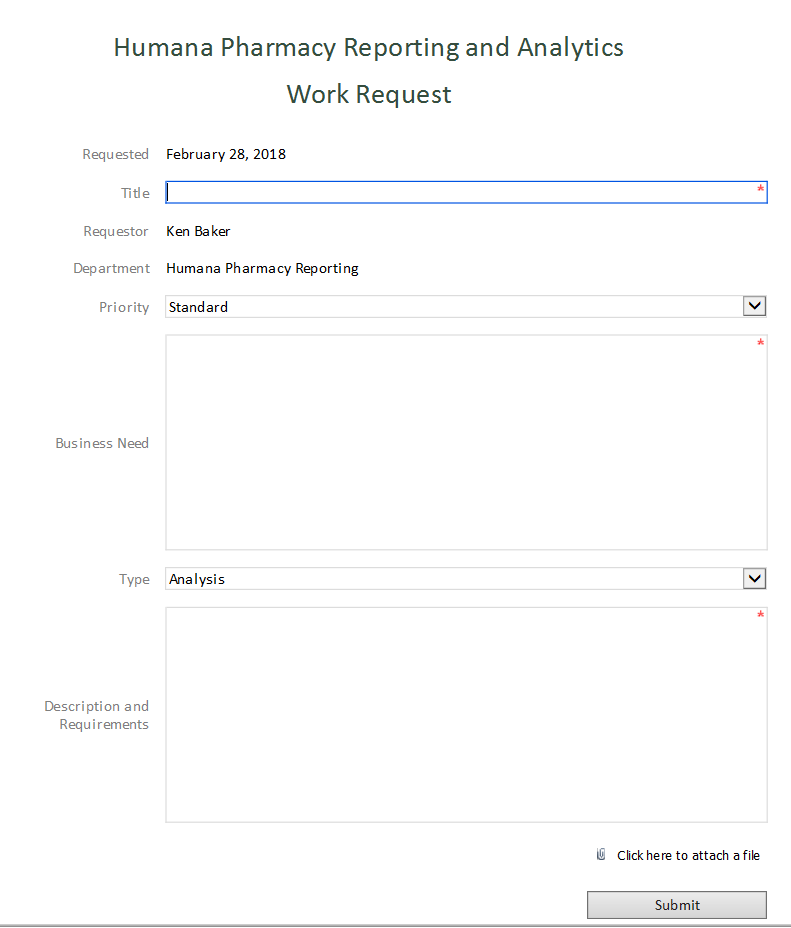 Humana Pharmacy Reporting and Analytics
Work Request
Requested February 28, 2018
Title *
Requestor Ken Baker
Department Humana Pharmacy Reporting
Priority Standard
*
Business Need
Type Analysis
*
Description and
Requirements
Click here to attach a file
Submit